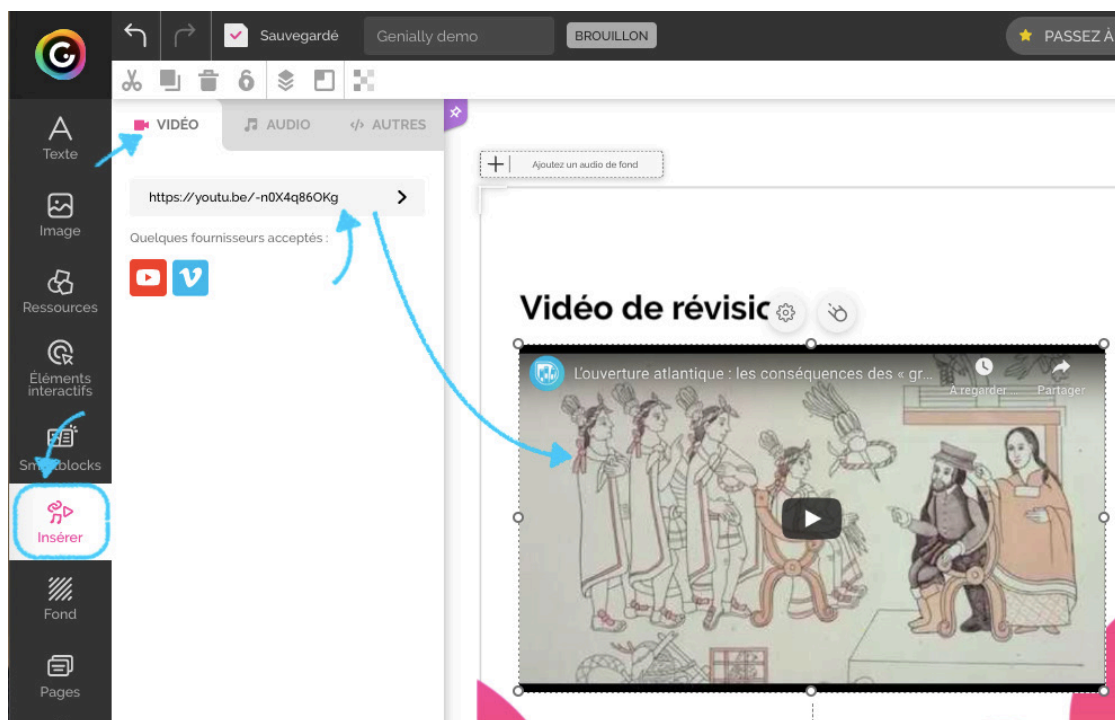 Sauvegardé
Genially demo
BROUILLON
PASSEZ À
VIDÉO
AUDIO
</> AUTRES
Texte
Image
Ressources
Éléments
interactifs
Smartblocks
Insérer
Fond
Pages
https://youtu.be/-n0X4q86OKg
Quelques fournisseurs acceptés :
Ajoutez un audio de fond
Vidéo de révisio
L'ouverture atlantique : les conséquences des « gr...
À regarder ...
Partager